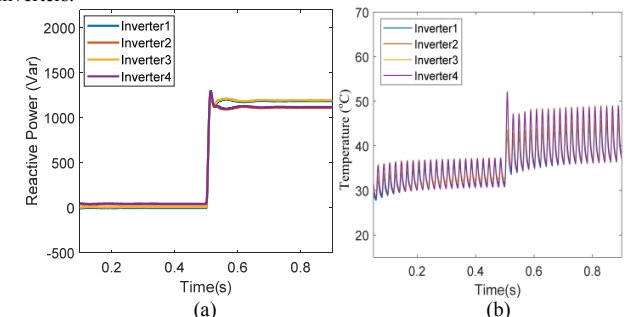 inverters.
Inverter1
Inverter2
Inverter3
Inverter4
2000
1500
1000
500
0
-500
Reactive Power (Var)
0.2 0.4 0.6 0.8
Time(s)
(a)
Inverter1
Inverter2
Inverter3
Inverter4
70
60
50
40
30
20
Temperature (°C)
0.2 0.4 0.6 0.8
Time(s)
(b)